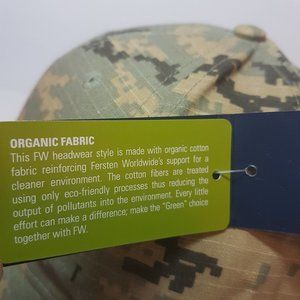 ORGANIC FABRIC
This FW headwear style is made with organic cotton
fabric reinforcing Fersten Worldwide's support for a
cleaner environment. The cotton fibers are treated
using only eco-friendly processes thus reducing the
output of pollutants into the environment. Every little
effort can make a difference; make the "Green" choice
together with FW.